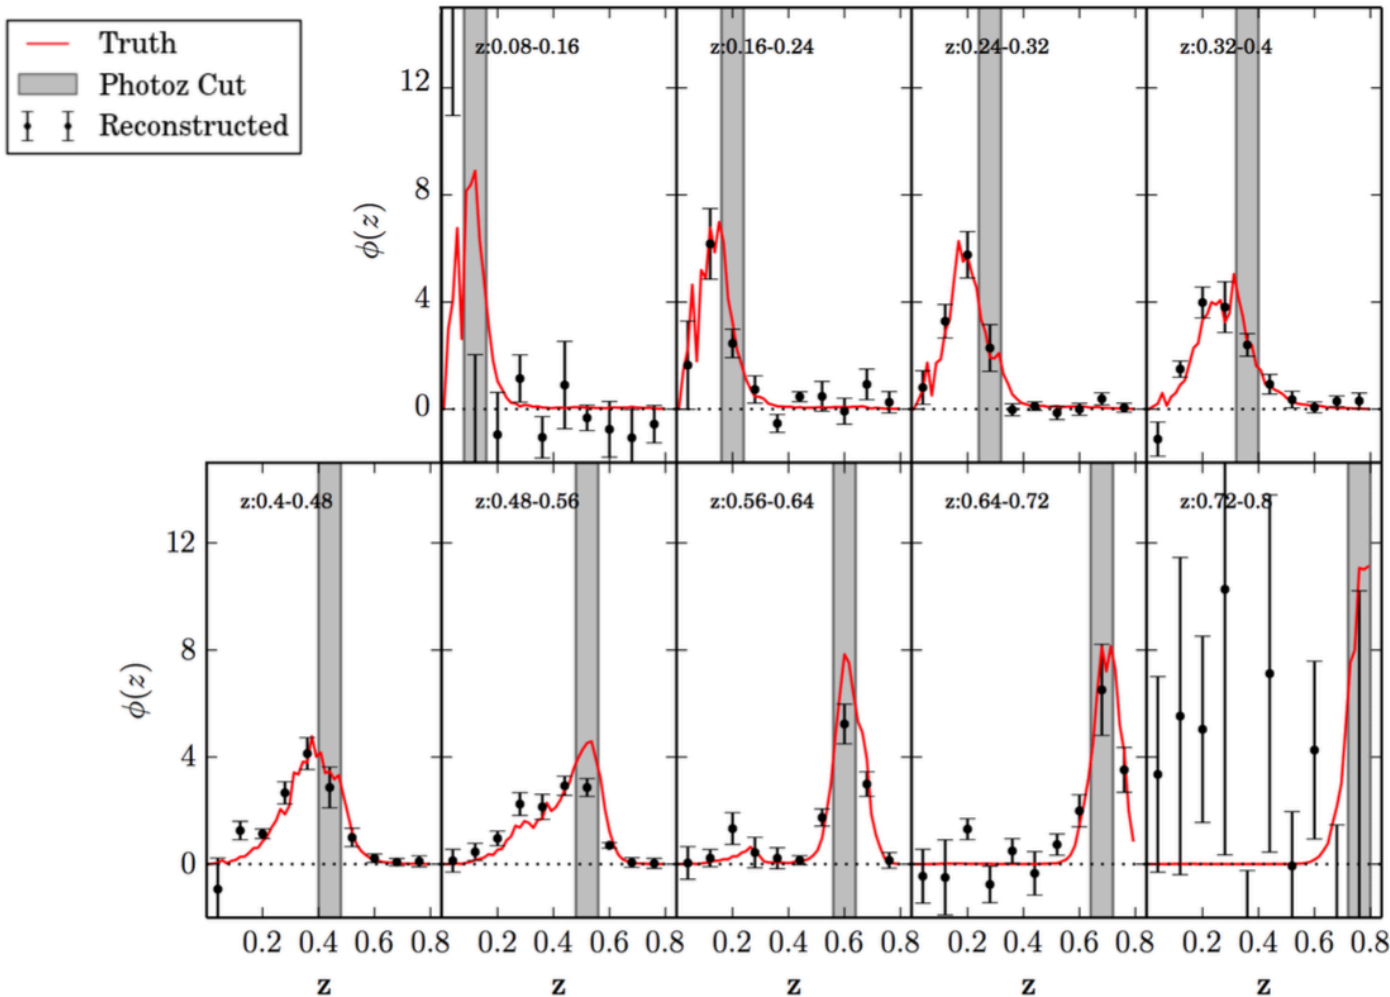 Truth
Photoz Cut
Reconstructed
z:0.08-0.16
z:0.16-0.24
z:0.24-0.32
z:0.32-0.4
12
8
4
0
ϕ(z)
z:0.4-0.48
z:0.48-0.56
z:0.56-0.64
z:0.64-0.72
z:0.72-0.8
12
8
4
0
ϕ(z)
0.2 0.4 0.6 0.8 0.2 0.4 0.6 0.8 0.2 0.4 0.6 0.8 0.2 0.4 0.6 0.8 0.2 0.4 0.6 0.8
z z z z z